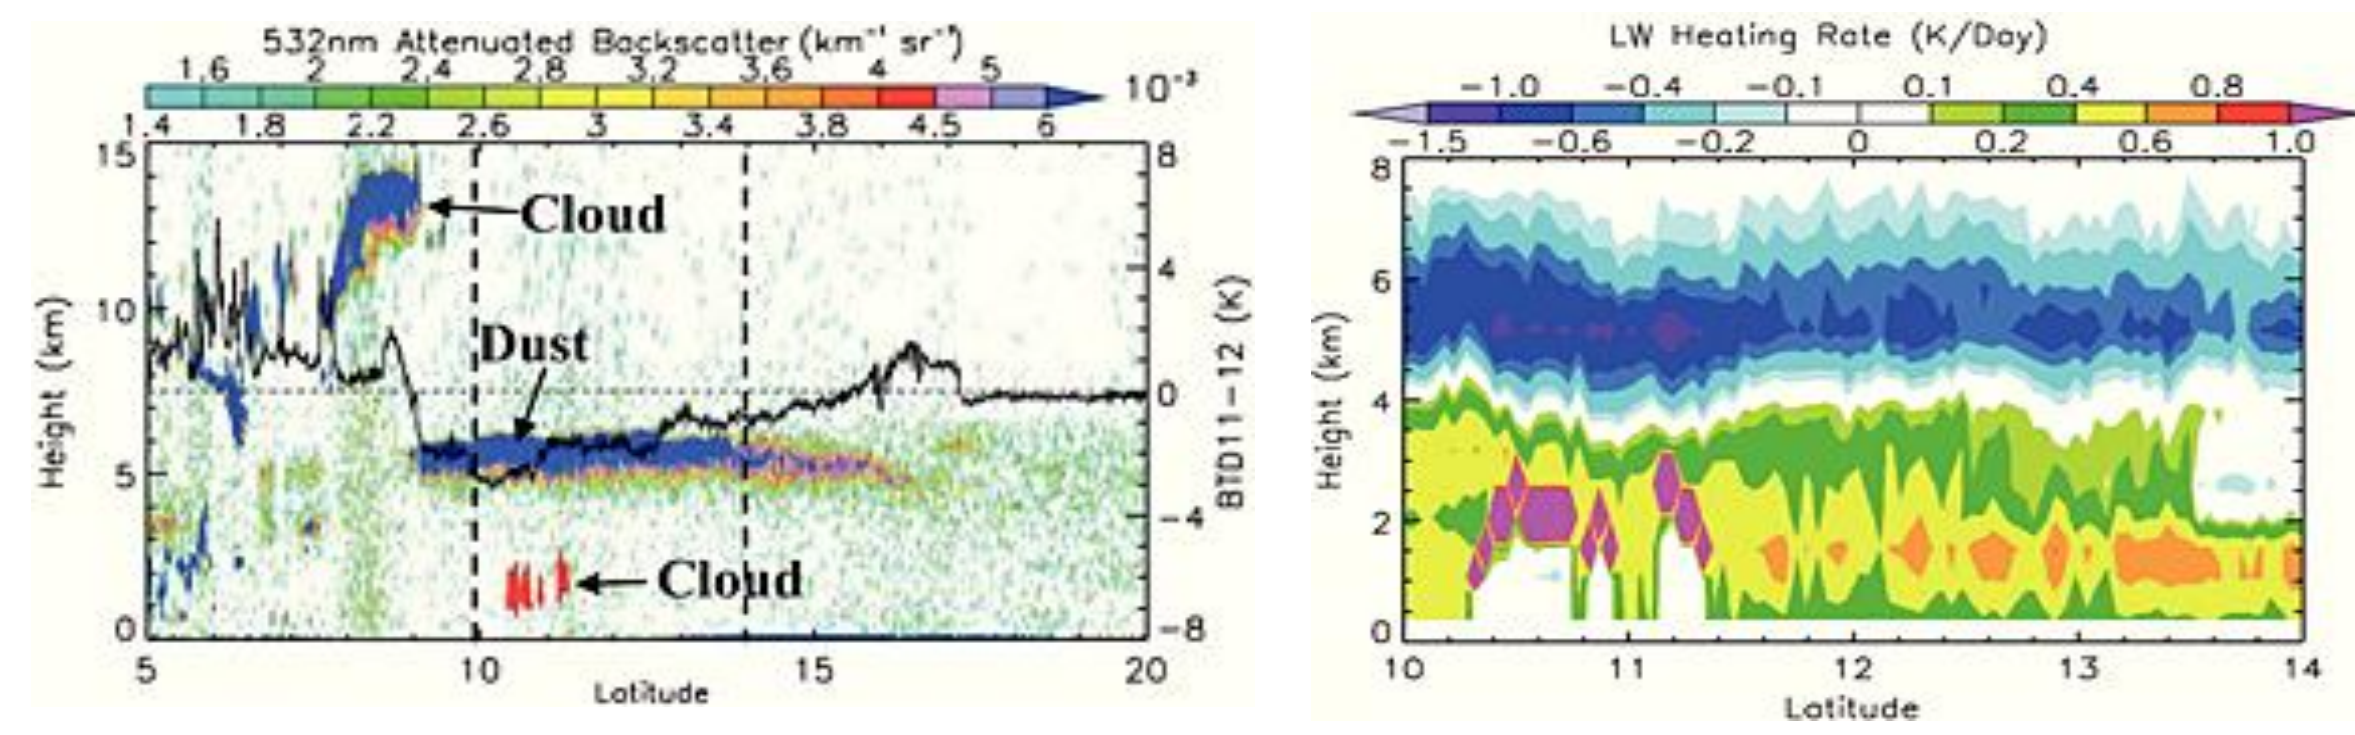 532nm Attenuated Backscatter (km⁻¹ sr⁻¹)
1.6 2 2.4 2.8 3.2 3.6 4 5
10⁻³
1.4 1.8 2.2 2.6 3 3.4 3.8 4.5 6
15
10
5
0
Height (km)
Cloud
Dust
Cloud
8
4
0
-4
-8
BTD11-12 (K)
5 10 15 20
Latitude
LW Heating Rate (K/Day)
-1.0 -0.4 -0.1 0.1 0.4 0.8
-1.5 -0.6 -0.2 0 0.2 0.6 1.0
8
6
4
2
0
Height (km)
10 11 12 13 14
Latitude